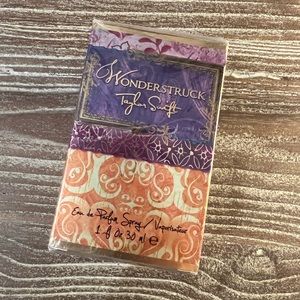 Wonderstruck
Taylor Swift
Eau de Parfum Spray / Vaporisateur
1 fl oz 30 ml e